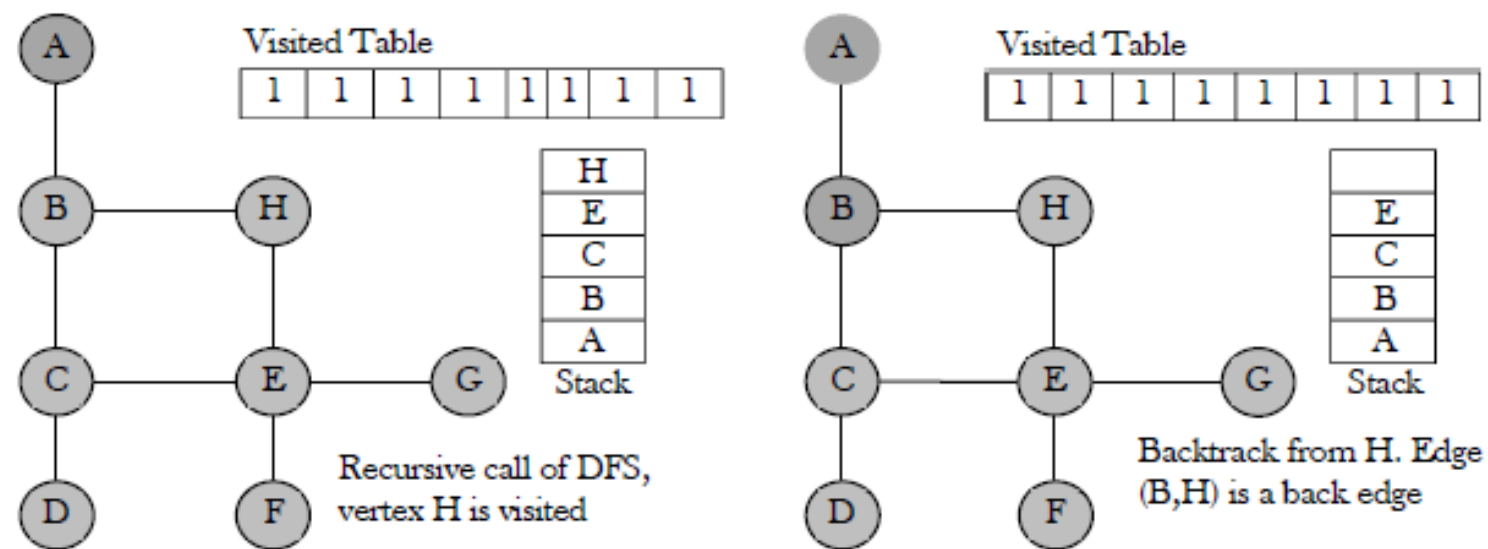 A
Visited Table
1 1 1 1 1 1 1 1
B
H
H
E
C
B
A
Stack
C
E
G
D
F
Recursive call of DFS,
vertex H is visited
A
Visited Table
1 1 1 1 1 1 1 1
B
H
E
C
B
A
Stack
C
E
G
D
F
Backtrack from H. Edge
(B,H) is a back edge